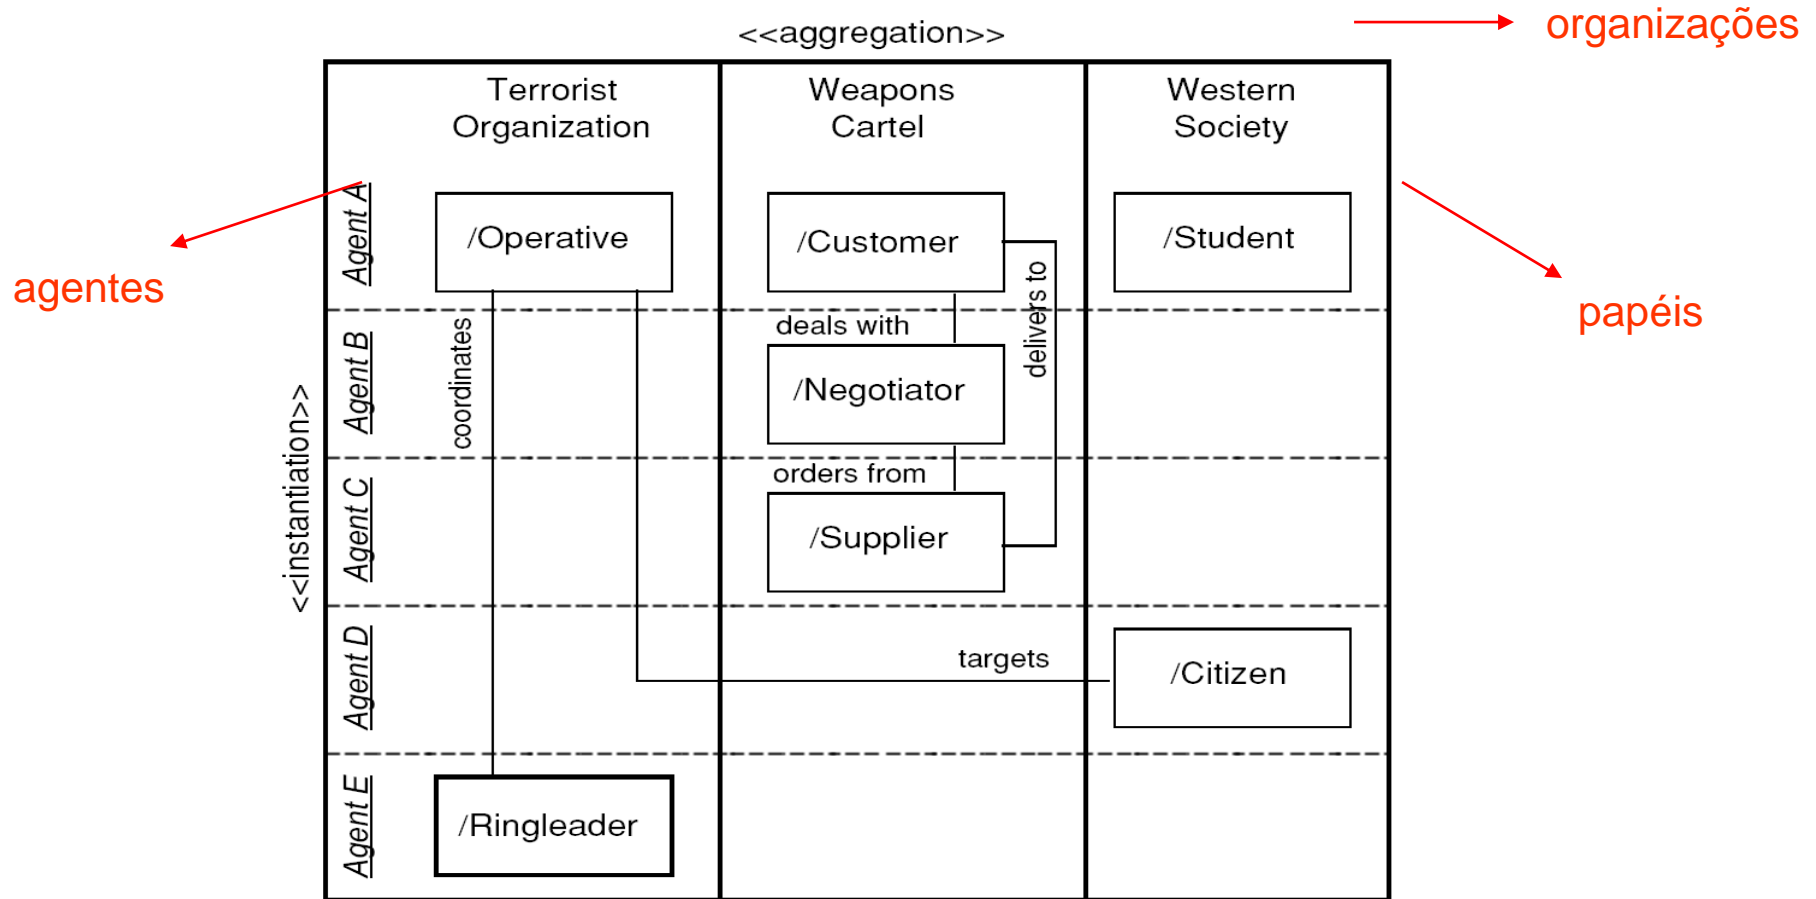 organizações
<<aggregation>>
Terrorist
Organization
Weapons
Cartel
Western
Society
Agent A
/Operative
/Customer
/Student
agentes
papéis
delivers to
deals with
coordinates
Agent B
/Negotiator
<<instantiation>>
orders from
Agent C
/Supplier
Agent D
targets
/Citizen
Agent E
/Ringleader